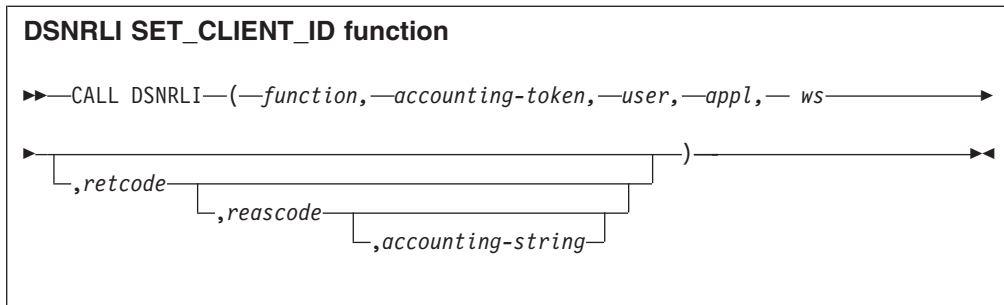 DSNRLI SET_CLIENT_ID function
CALL DSNRLI ( function, accounting-token, user, appl, ws
)
,retcode
,reascode
,accounting-string